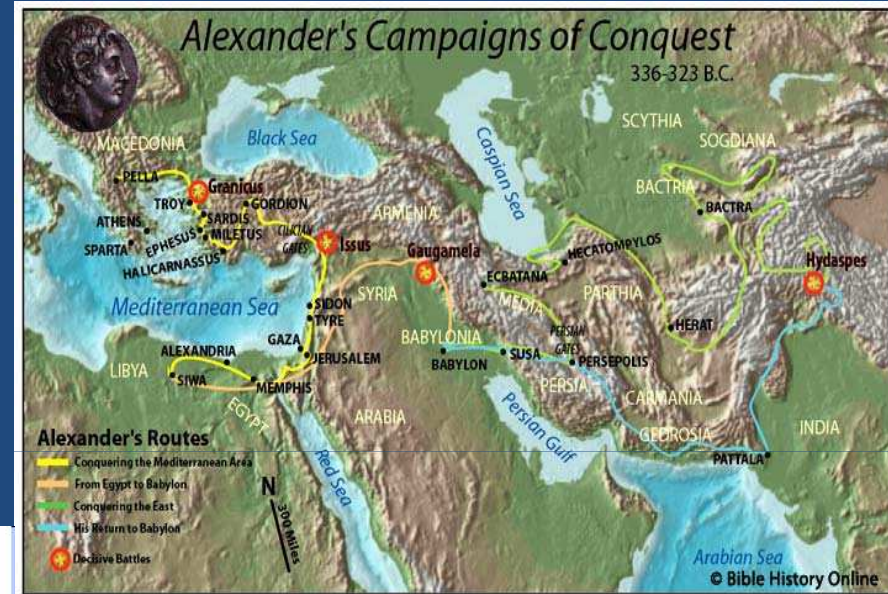 Alexander's Campaigns of Conquest
336-323 B.C.
SCYTHIA
SOGDIANA
MACEDONIA
Black Sea
Caspian Sea
BACTRIA
PELLA
Granicus
TROY
GORDION
BACTRA
ARMENIA
SARDIS
ATHENS
EPHESUS
MILETUS
CILICIAN
GATES
Issus
SPARTA
HALICARNASSUS
HECATOMPYLOS
Gaugamela
Hydaspes
ECBATANA
SYRIA
MEDIA
PARTHIA
Mediterranean Sea
SIDON
TYRE
HERAT
PERSIAN
GATES
BABYLONIA
GAZA
JERUSALEM
ALEXANDRIA
BABYLON
SUSA
PERSEPOLIS
LIBYA
SIWA
MEMPHIS
PERSIA
CARMANIA
EGYPT
ARABIA
Persian Gulf
GEDROSIA
INDIA
PATTALA
Alexander's Routes
Conquering the Mediterranean Area
From Egypt to Babylon
Conquering the East
His Return to Babylon
Decisive Battles
N
300 Miles
Red Sea
Arabian Sea
© Bible History Online